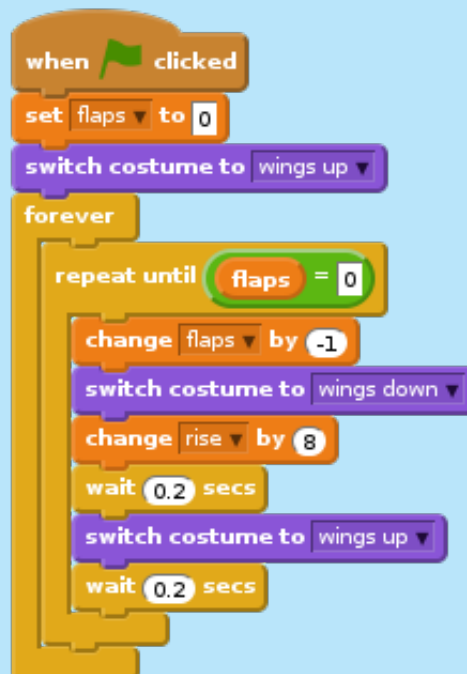 when clicked
set flaps to 0
switch costume to wings up
forever
repeat until flaps = 0
change flaps by -1
switch costume to wings down
change rise by 8
wait 0.2 secs
switch costume to wings up
wait 0.2 secs